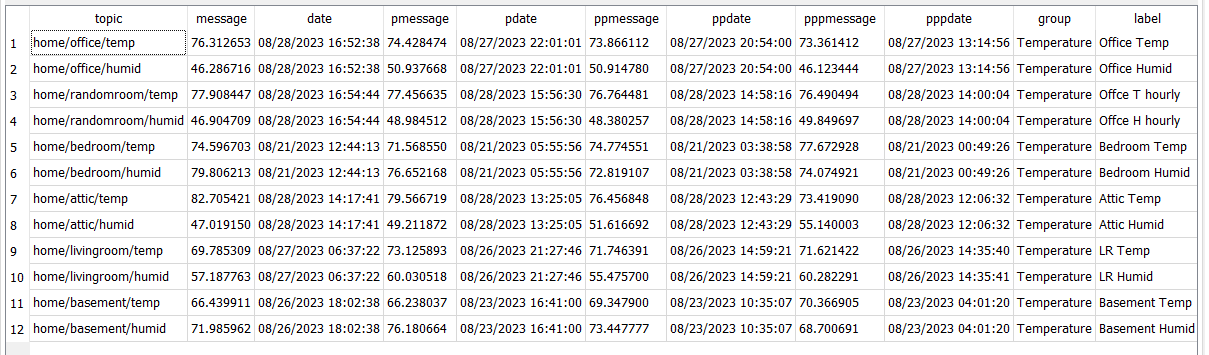 topic message date pmessage pdate ppmessage ppdate pppmessage pppdate group label
1 home/office/temp 76.312653 08/28/2023 16:52:38 74.428474 08/27/2023 22:01:01 73.866112 08/27/2023 20:54:00 73.361412 08/27/2023 13:14:56 Temperature Office Temp
2 home/office/humid 46.286716 08/28/2023 16:52:38 50.937668 08/27/2023 22:01:01 50.914780 08/27/2023 20:54:00 46.123444 08/27/2023 13:14:56 Temperature Office Humid
3 home/randomroom/temp 77.908447 08/28/2023 16:54:44 77.456635 08/28/2023 15:56:30 76.764481 08/28/2023 14:58:16 76.490494 08/28/2023 14:00:04 Temperature Offce T hourly
4 home/randomroom/humid 46.904709 08/28/2023 16:54:44 48.984512 08/28/2023 15:56:30 48.380257 08/28/2023 14:58:16 49.849697 08/28/2023 14:00:04 Temperature Offce H hourly
5 home/bedroom/temp 74.596703 08/21/2023 12:44:13 71.568550 08/21/2023 05:55:56 74.774551 08/21/2023 03:38:58 77.672928 08/21/2023 00:49:26 Temperature Bedroom Temp
6 home/bedroom/humid 79.806213 08/21/2023 12:44:13 76.652168 08/21/2023 05:55:56 72.819107 08/21/2023 03:38:58 74.074921 08/21/2023 00:49:26 Temperature Bedroom Humid
7 home/attic/temp 82.705421 08/28/2023 14:17:41 79.566719 08/28/2023 13:25:05 76.456848 08/28/2023 12:43:29 73.419090 08/28/2023 12:06:32 Temperature Attic Temp
8 home/attic/humid 47.019150 08/28/2023 14:17:41 49.211872 08/28/2023 13:25:05 51.616692 08/28/2023 12:43:29 55.140003 08/28/2023 12:06:32 Temperature Attic Humid
9 home/livingroom/temp 69.785309 08/27/2023 06:37:22 73.125893 08/26/2023 21:27:46 71.746391 08/26/2023 14:59:21 71.621422 08/26/2023 14:35:40 Temperature LR Temp
10 home/livingroom/humid 57.187763 08/27/2023 06:37:22 60.030518 08/26/2023 21:27:46 55.475700 08/26/2023 14:59:21 60.282291 08/26/2023 14:35:41 Temperature LR Humid
11 home/basement/temp 66.439911 08/26/2023 18:02:38 66.238037 08/23/2023 16:41:00 69.347900 08/23/2023 10:35:07 70.366905 08/23/2023 04:01:20 Temperature Basement Temp
12 home/basement/humid 71.985962 08/26/2023 18:02:38 76.180664 08/23/2023 16:41:00 73.447777 08/23/2023 10:35:07 68.700691 08/23/2023 04:01:20 Temperature Basement Humid